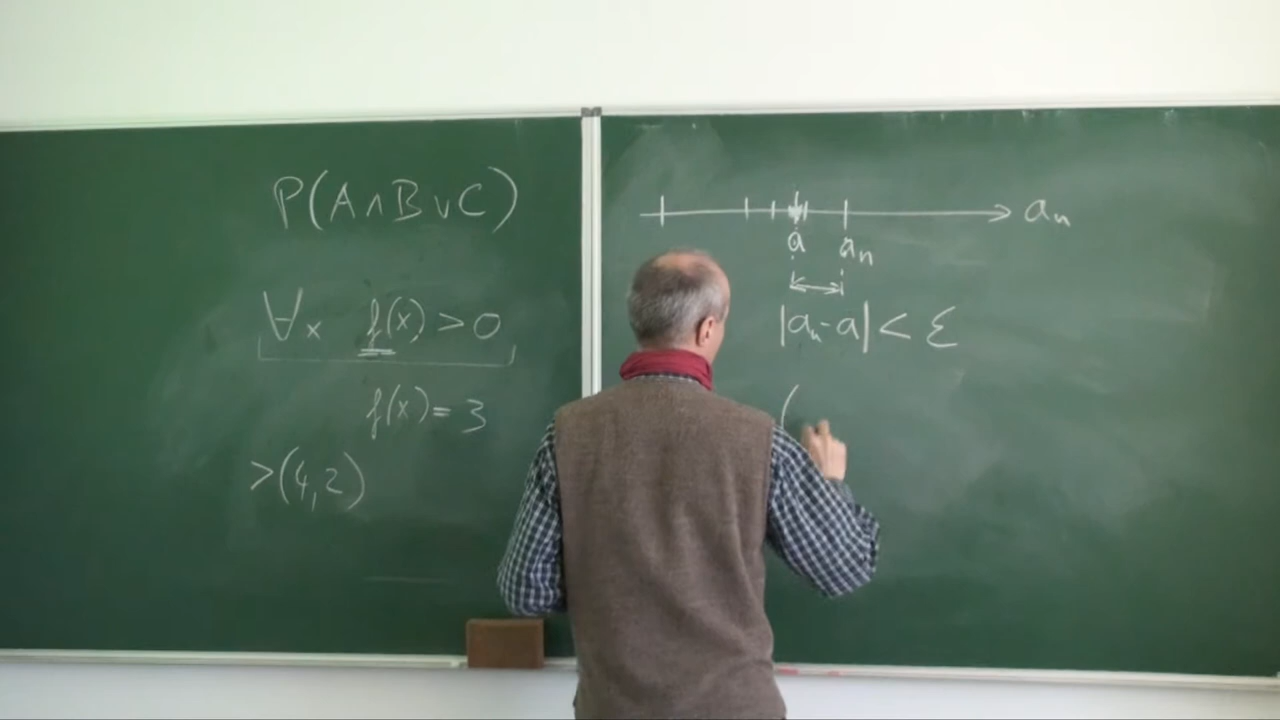 P(A∧B∨C)
∀x f(x) > 0
f(x) = 3
>(4,2)
aₙ
a aₙ
|aₙ-a| < ε
(